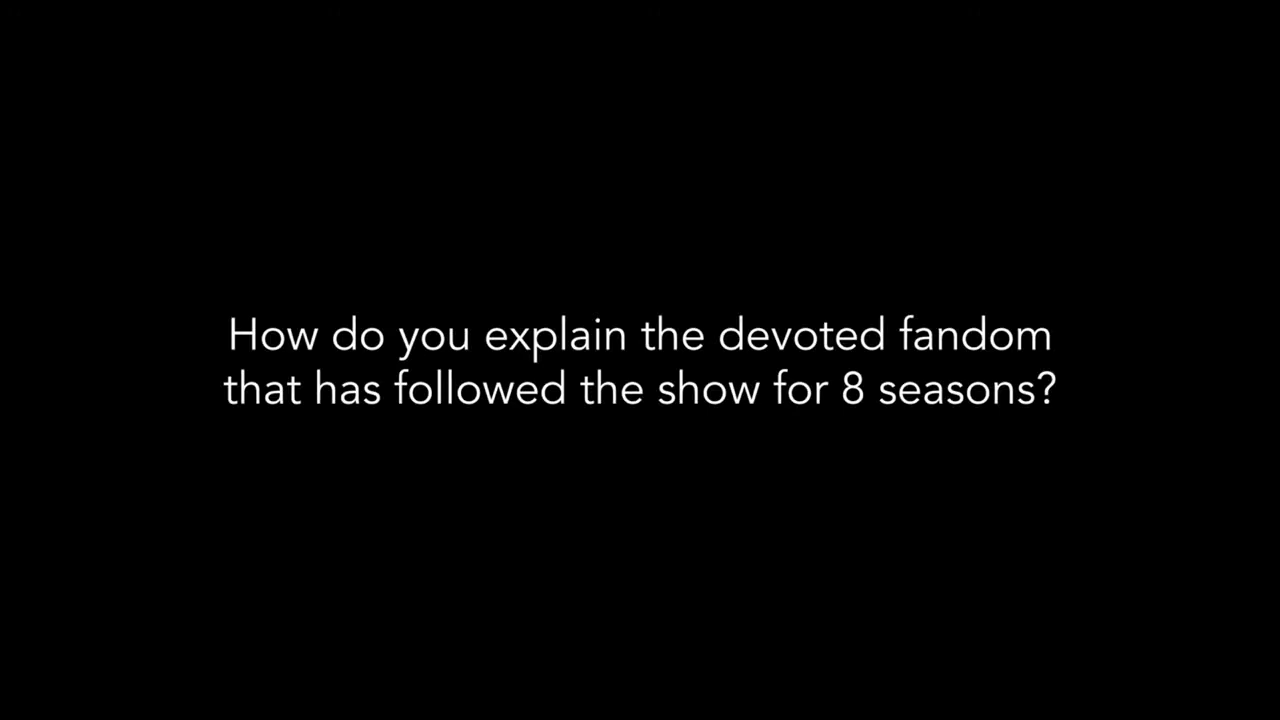 How do you explain the devoted fandom
that has followed the show for 8 seasons?